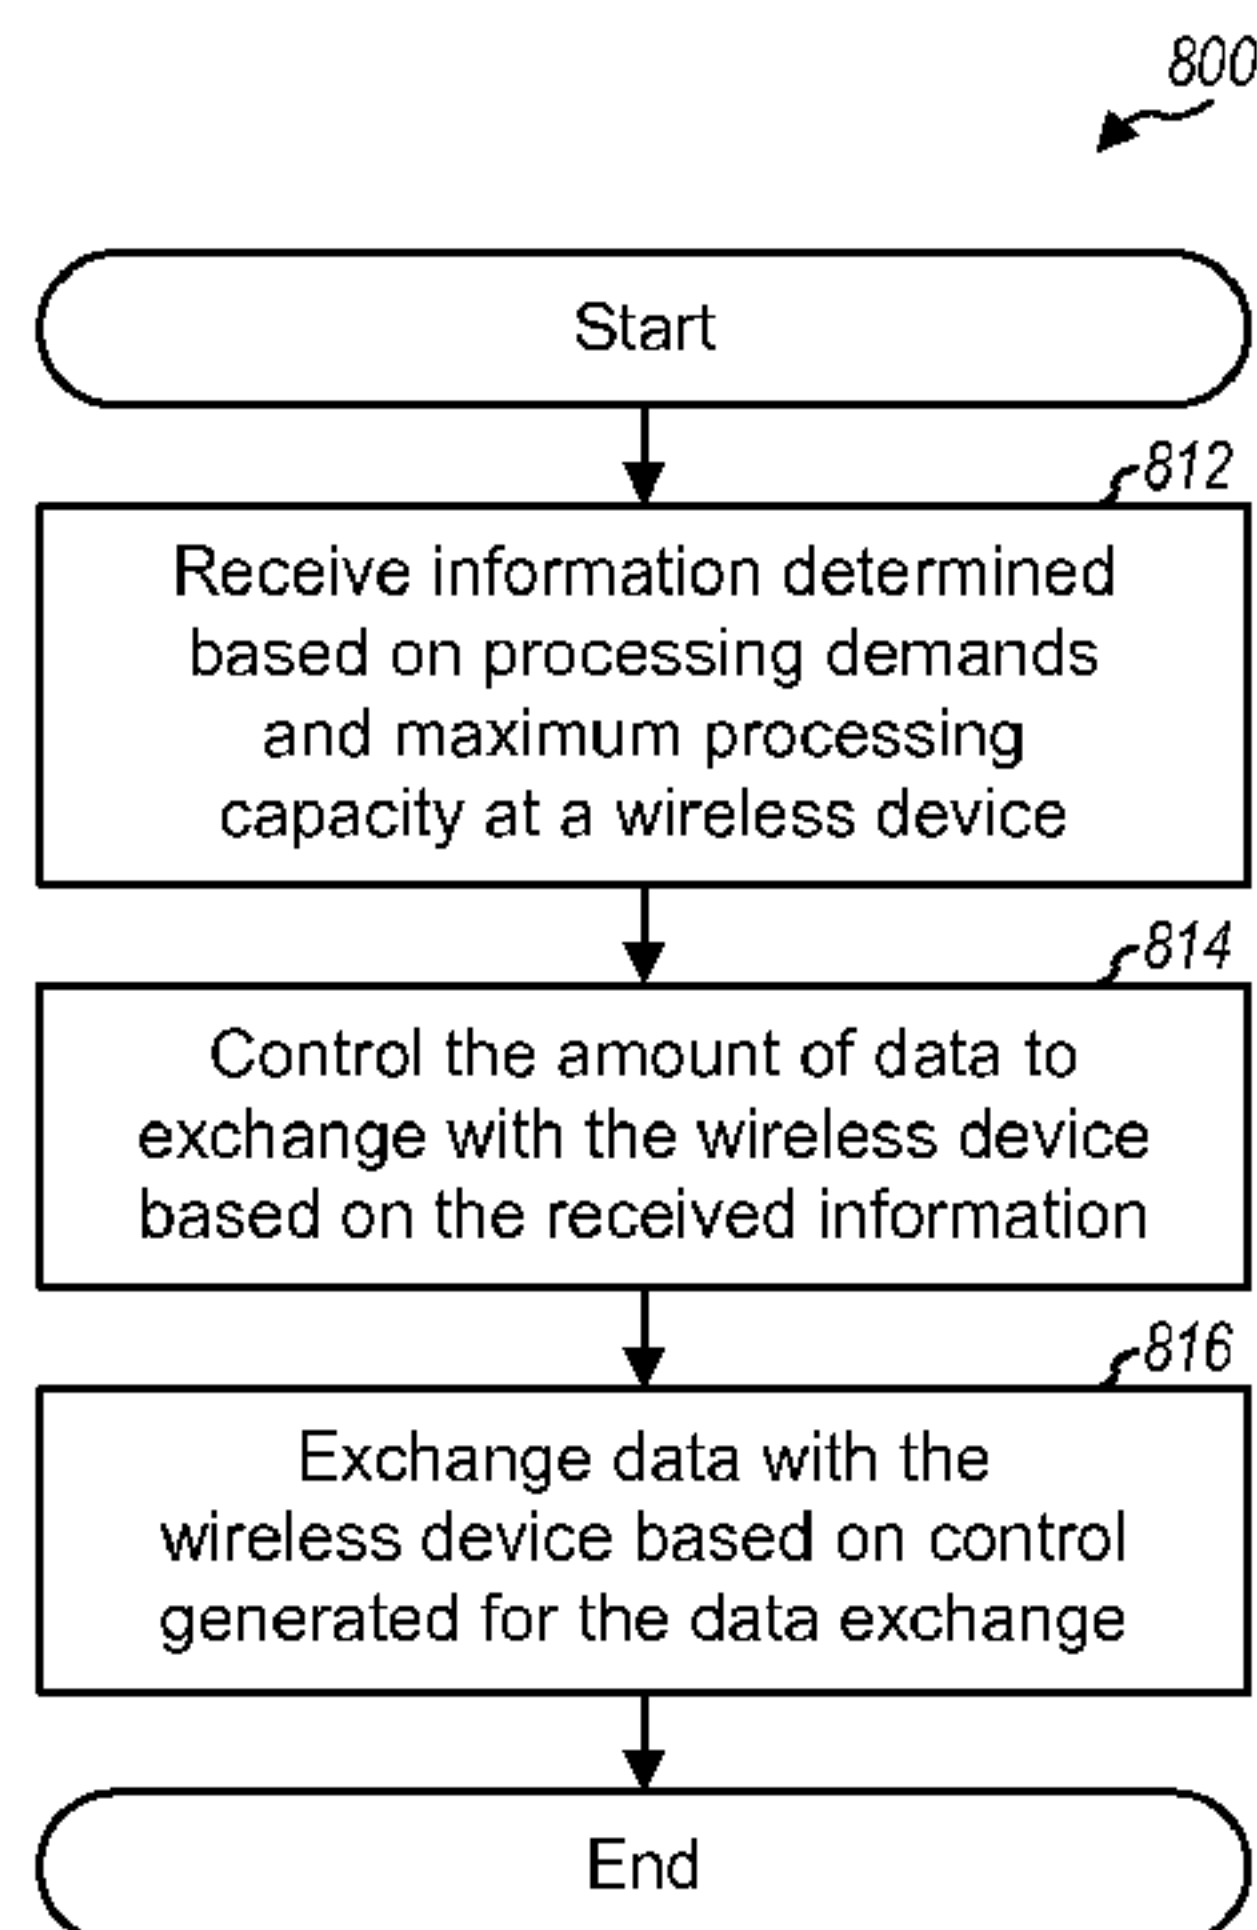 800
Start
812
Receive information determined
based on processing demands
and maximum processing
capacity at a wireless device
814
Control the amount of data to
exchange with the wireless device
based on the received information
816
Exchange data with the
wireless device based on control
generated for the data exchange
End